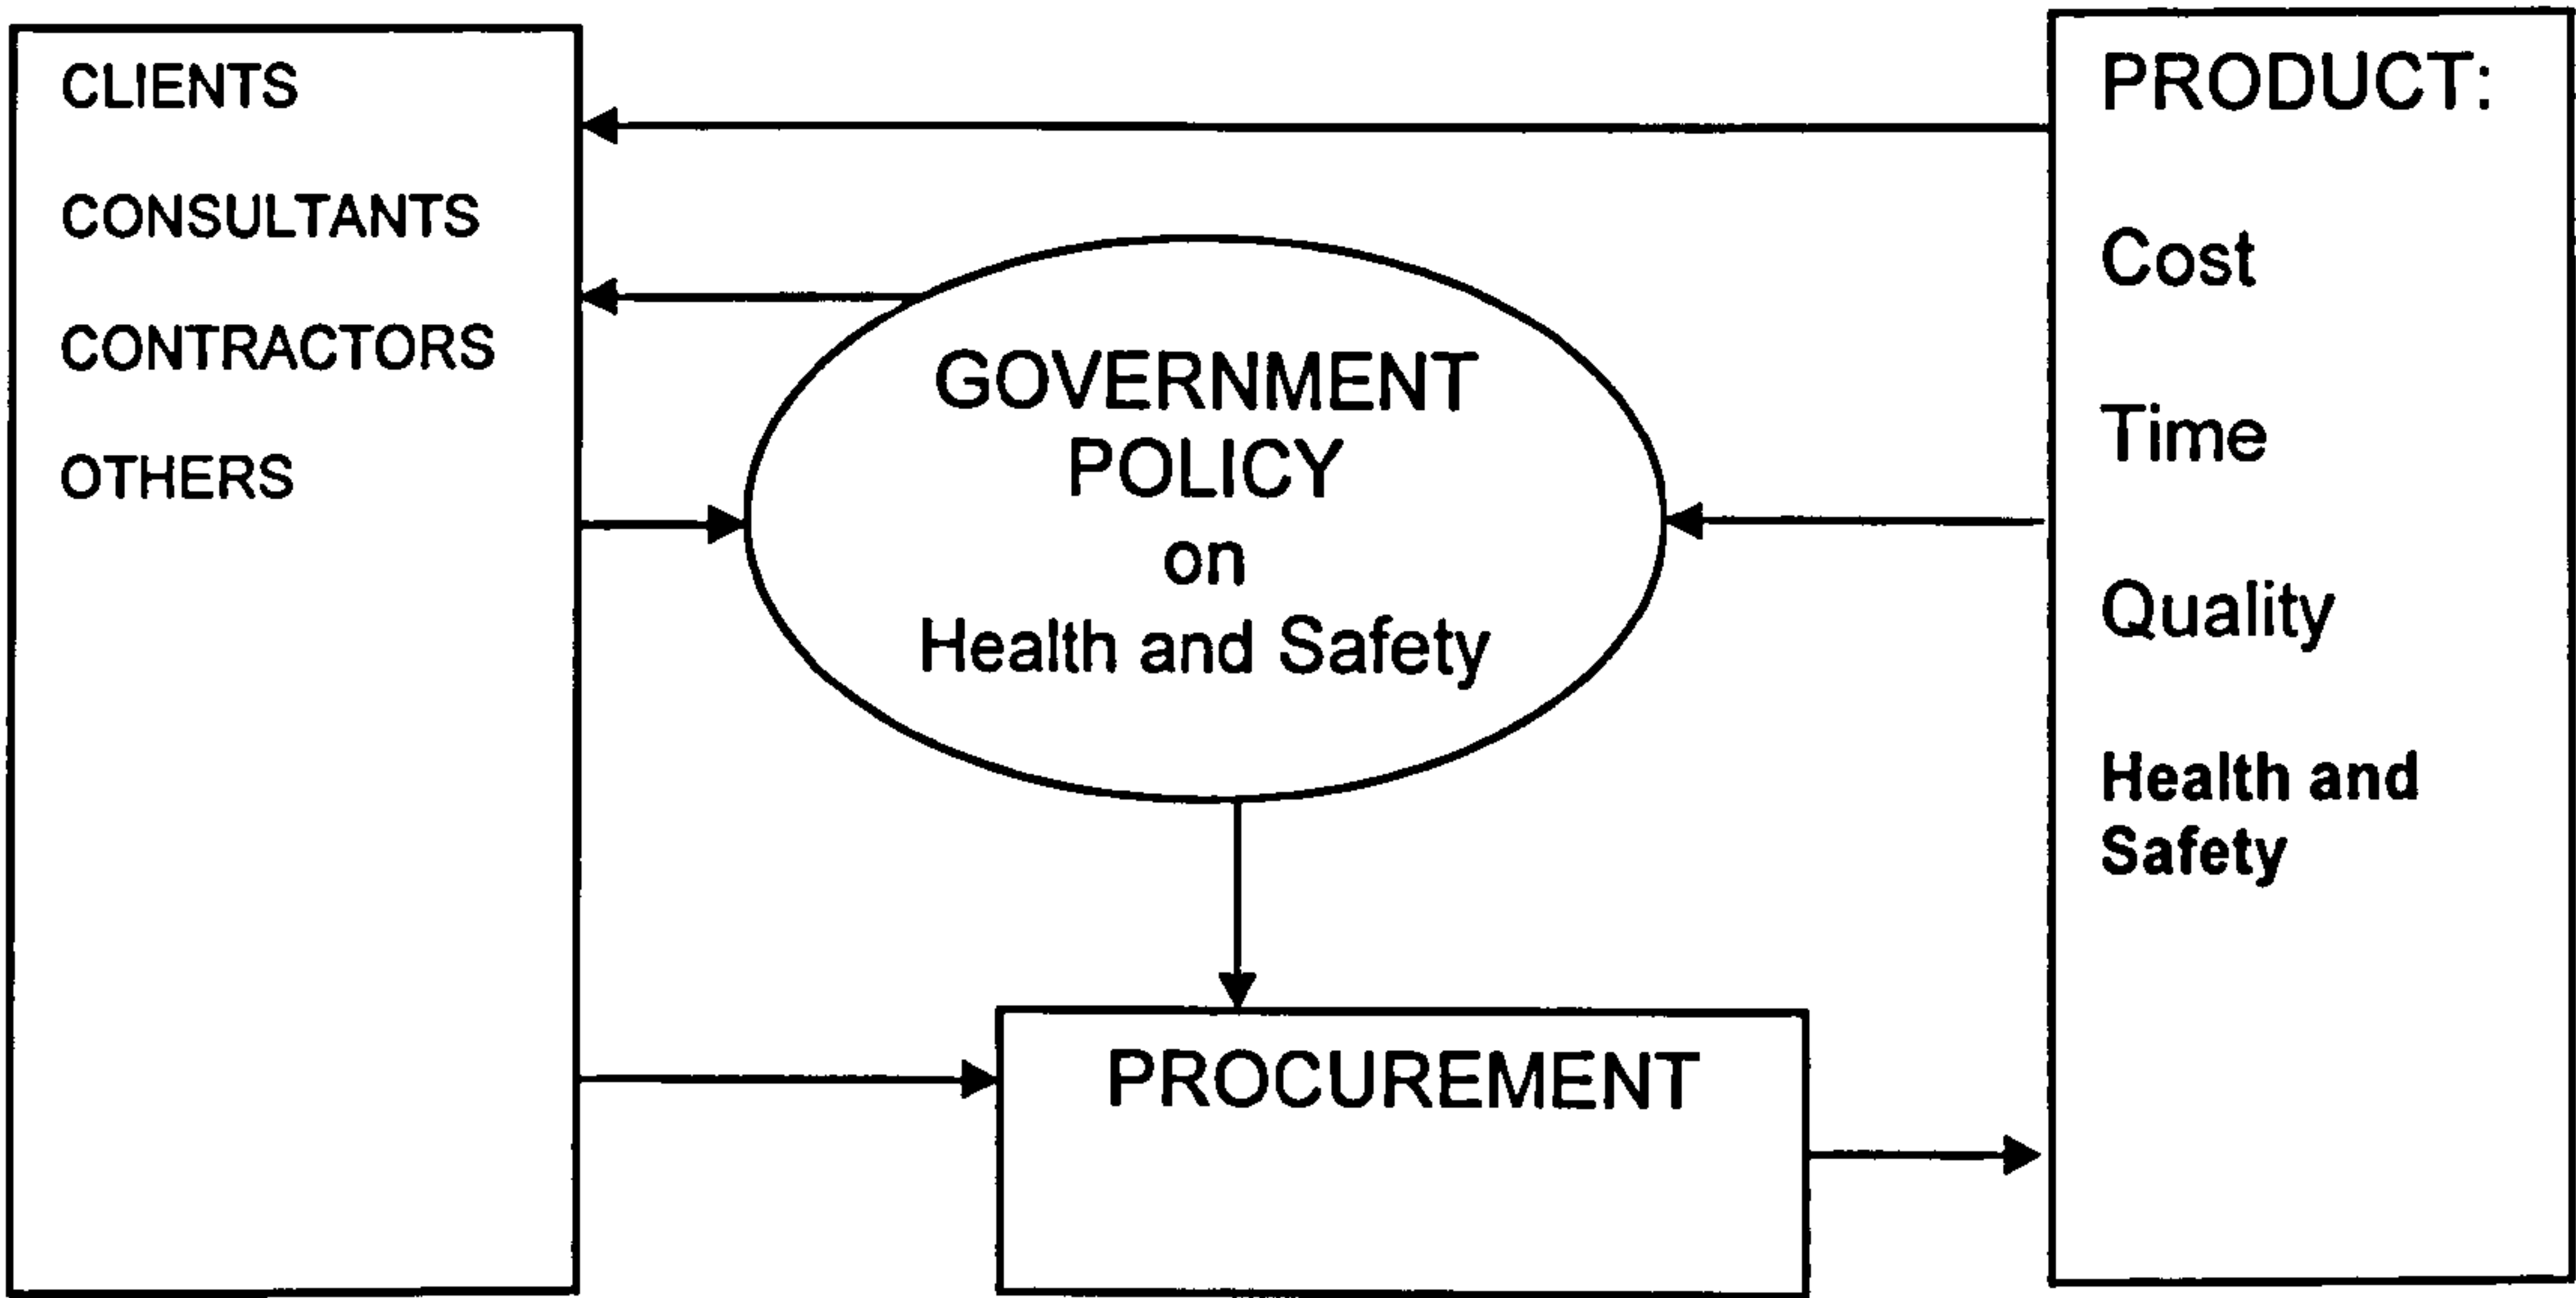 CLIENTS
CONSULTANTS
CONTRACTORS
OTHERS
GOVERNMENT
POLICY
on
Health and Safety
PROCUREMENT
PRODUCT:
Cost
Time
Quality
Health and
Safety